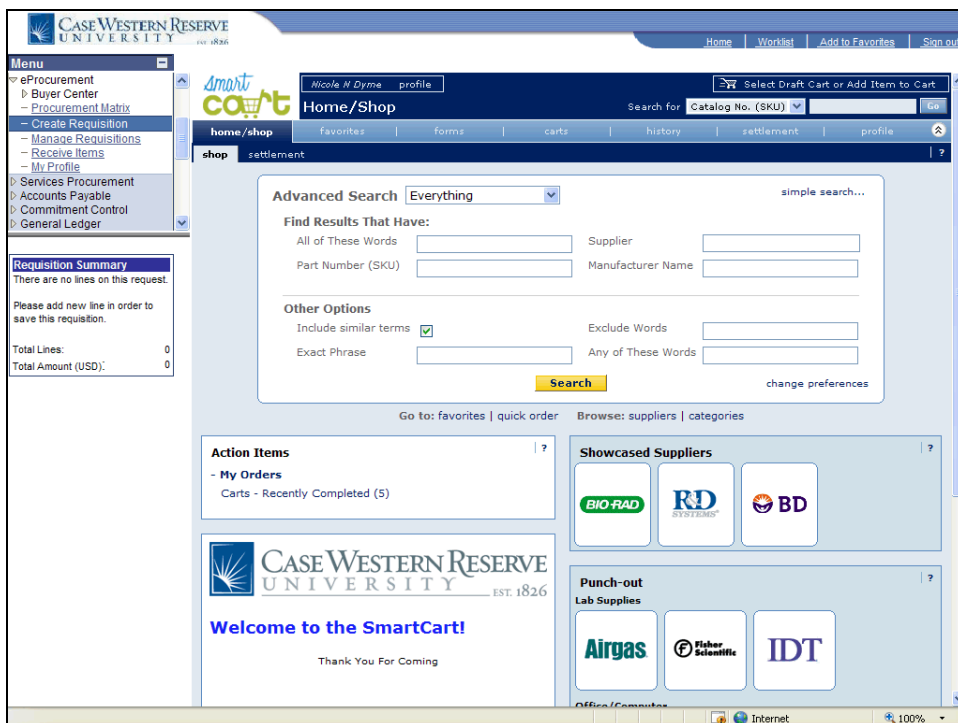 CASE WESTERN RESERVE
UNIVERSITY EST. 1826
Home Worklist Add to Favorites Sign out
Menu
eProcurement
Buyer Center
– Procurement Matrix
– Create Requisition
– Manage Requisitions
– Receive Items
– My Profile
Services Procurement
Accounts Payable
Commitment Control
General Ledger
Requisition Summary
There are no lines on this request.
Please add new line in order to
save this requisition.
Total Lines: 0
Total Amount (USD): 0
smart
cart
Nicole N Dyme profile
Select Draft Cart or Add Item to Cart
Home/Shop
Search for Catalog No. (SKU) Go
home/shop favorites | forms | carts | history | settlement | profile
shop settlement | ?
Advanced Search Everything simple search...
Find Results That Have:
All of These Words Supplier
Part Number (SKU) Manufacturer Name
Other Options
Include similar terms Exclude Words
Exact Phrase Any of These Words
Search change preferences
Go to: favorites | quick order Browse: suppliers | categories
Action Items | ?
- My Orders
Carts - Recently Completed (5)
CASE WESTERN RESERVE
UNIVERSITY EST. 1826
Welcome to the SmartCart!
Thank You For Coming
Showcased Suppliers | ?
BIO-RAD
R&D
SYSTEMS
BD
Punch-out | ?
Lab Supplies
Airgas
Fisher
Scientific
IDT
Office/Computer
Internet 100%